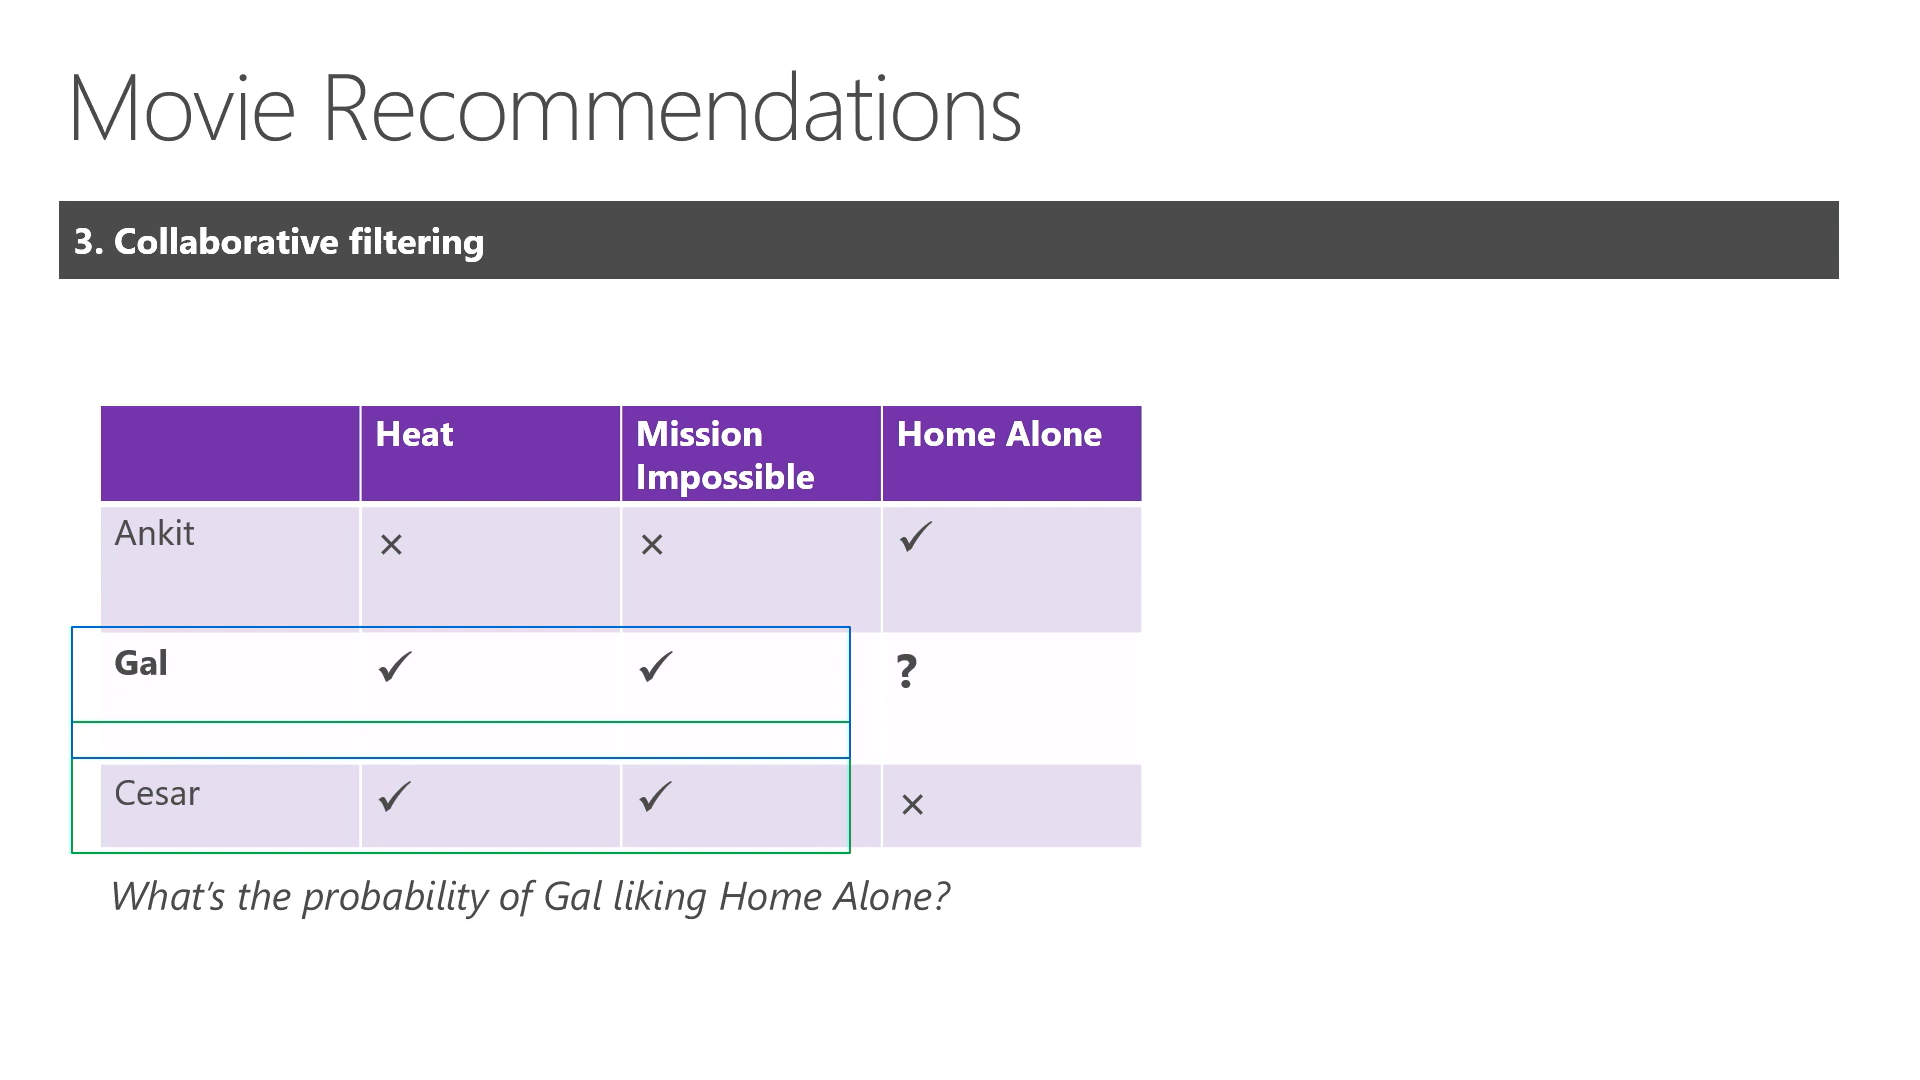 Movie Recommendations
3. Collaborative filtering
Heat Mission Impossible Home Alone
Ankit × × ✓
Gal ✓ ✓ ?
Cesar ✓ ✓ ×
What's the probability of Gal liking Home Alone?